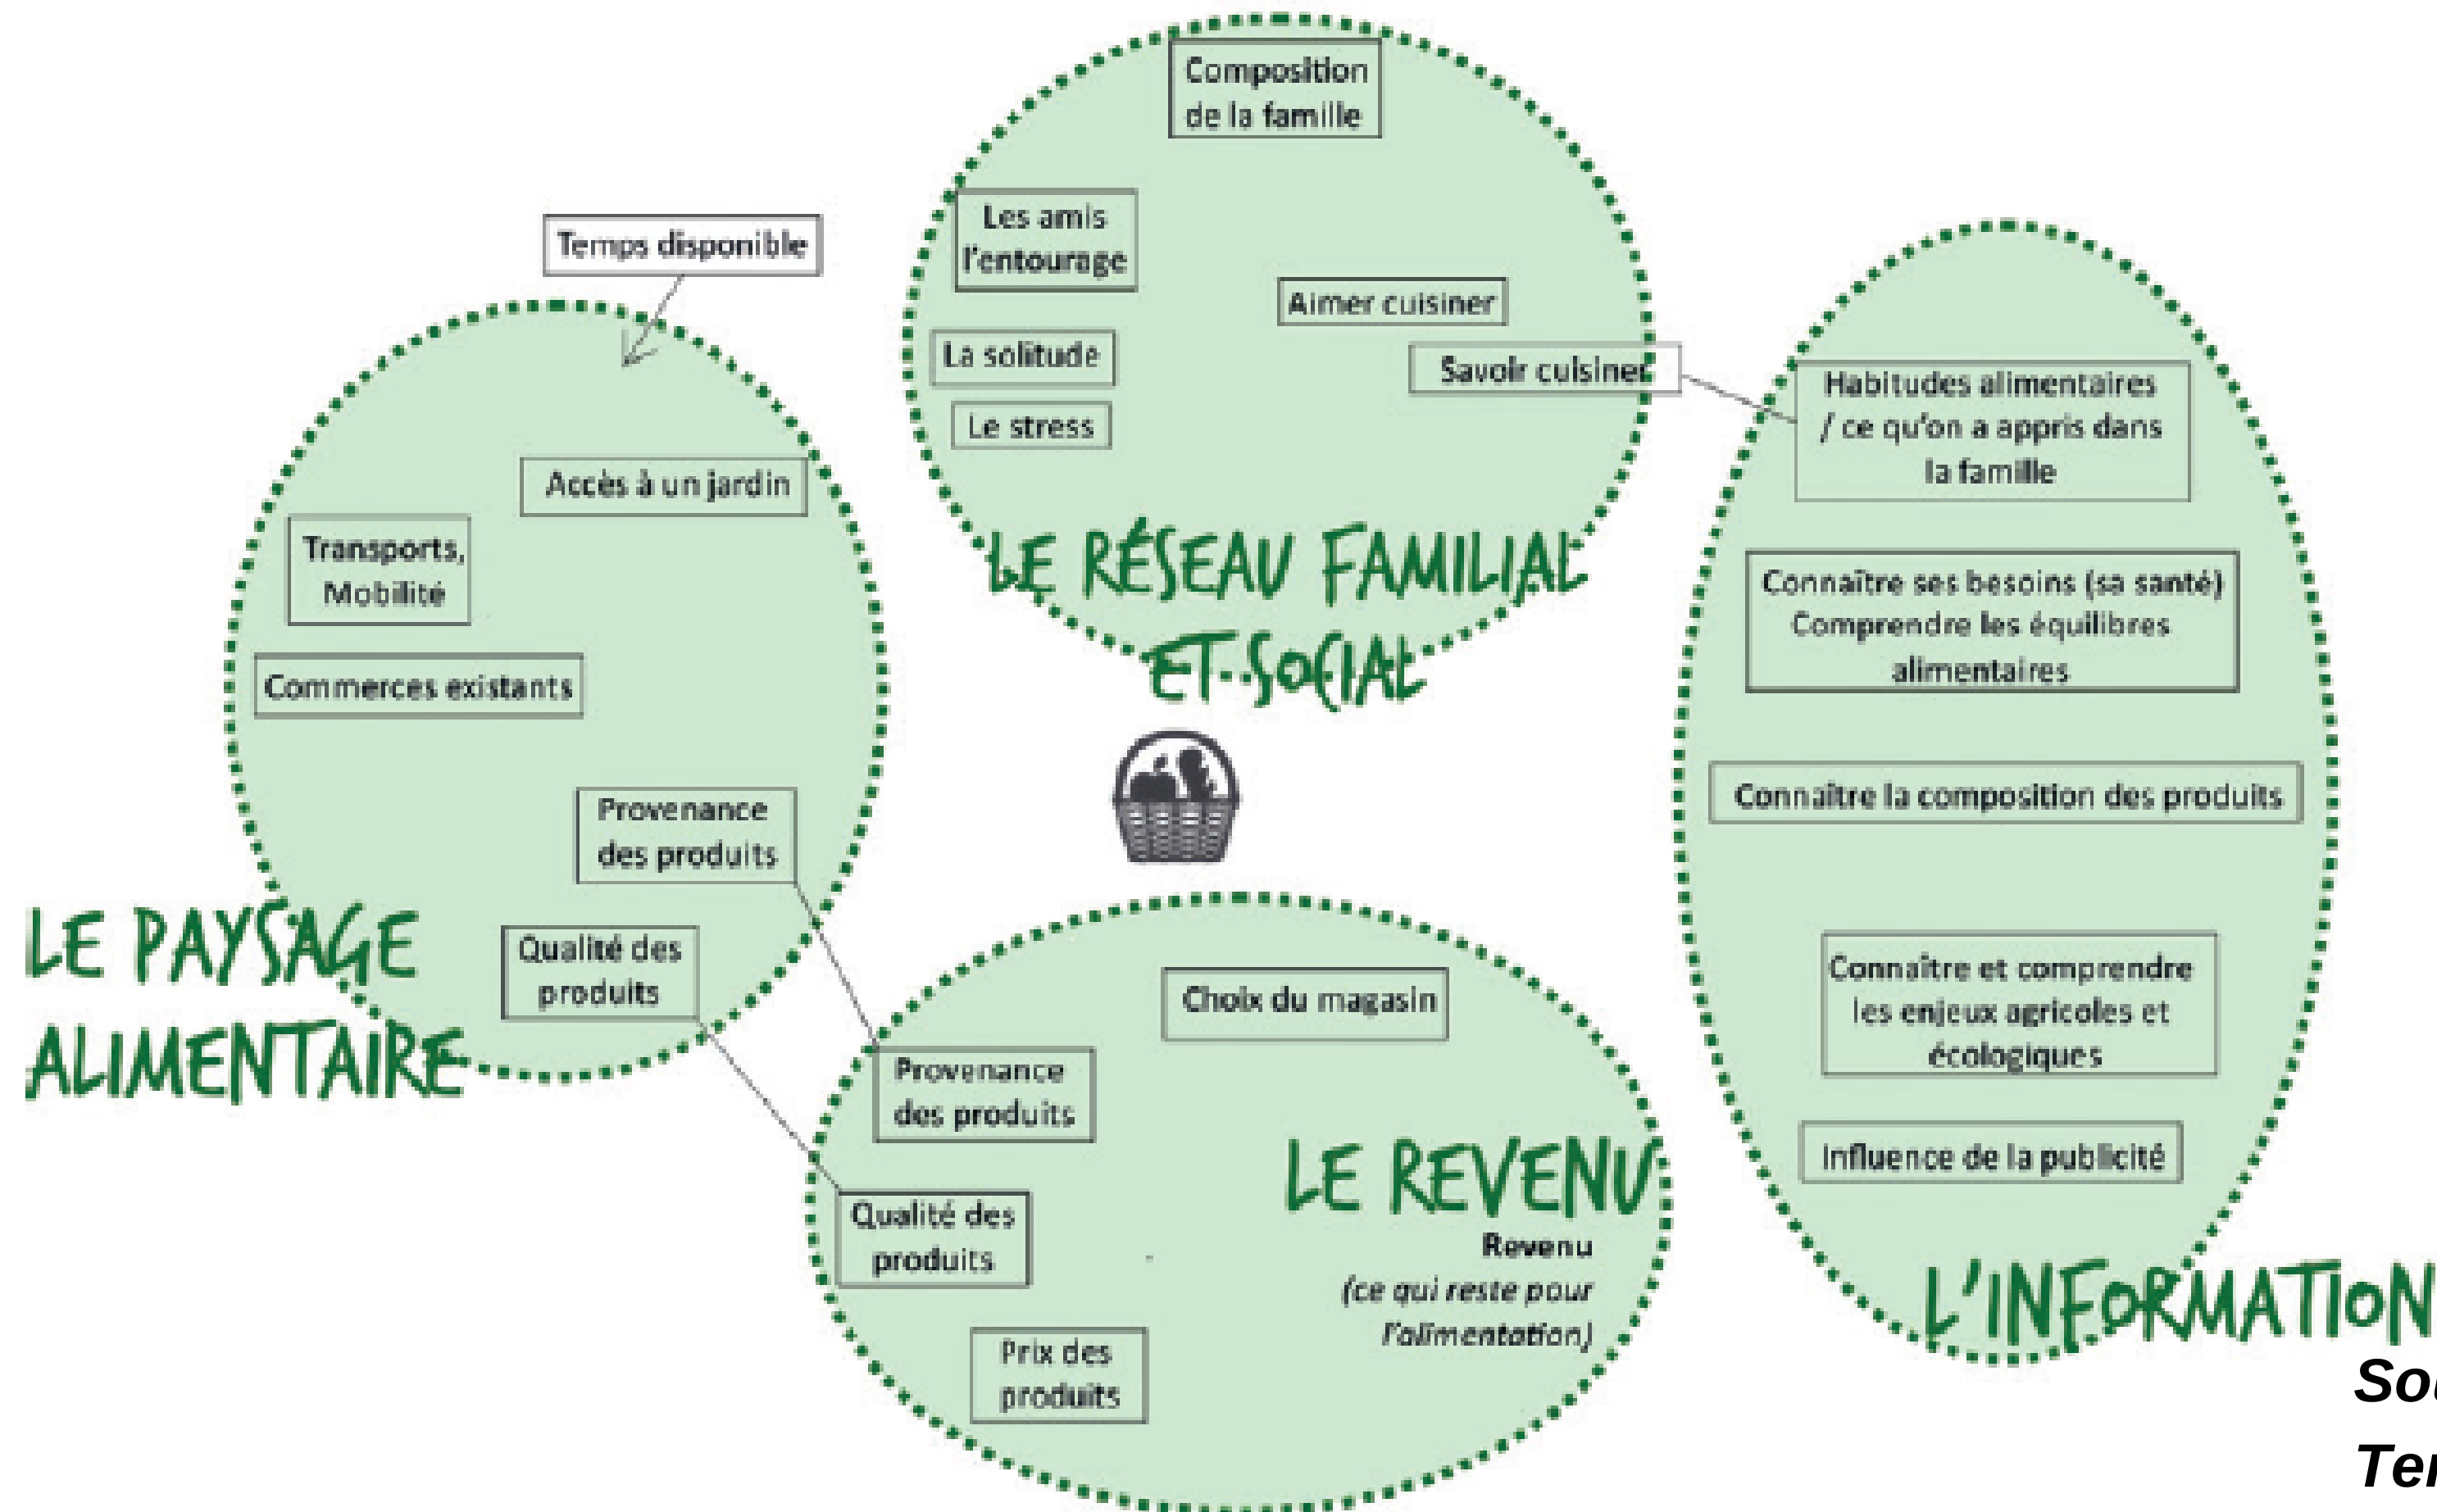 Composition
de la famille
Les amis
l'entourage
Aimer cuisiner
La solitude
Savoir cuisiner
Le stress
LE RÉSEAU FAMILIAL
ET SOCIAL
Temps disponible
Accès à un jardin
Transports,
Mobilité
Commerces existants
Provenance
des produits
Qualité des
produits
LE PAYSAGE
ALIMENTAIRE
Choix du magasin
Provenance
des produits
Qualité des
produits
Prix des
produits
LE REVENU
Revenu
(ce qui reste pour
l'alimentation)
Habitudes alimentaires
/ ce qu'on a appris dans
la famille
Connaître ses besoins (sa santé)
Comprendre les équilibres
alimentaires
Connaître la composition des produits
Connaître et comprendre
les enjeux agricoles et
écologiques
Influence de la publicité
L'INFORMATION